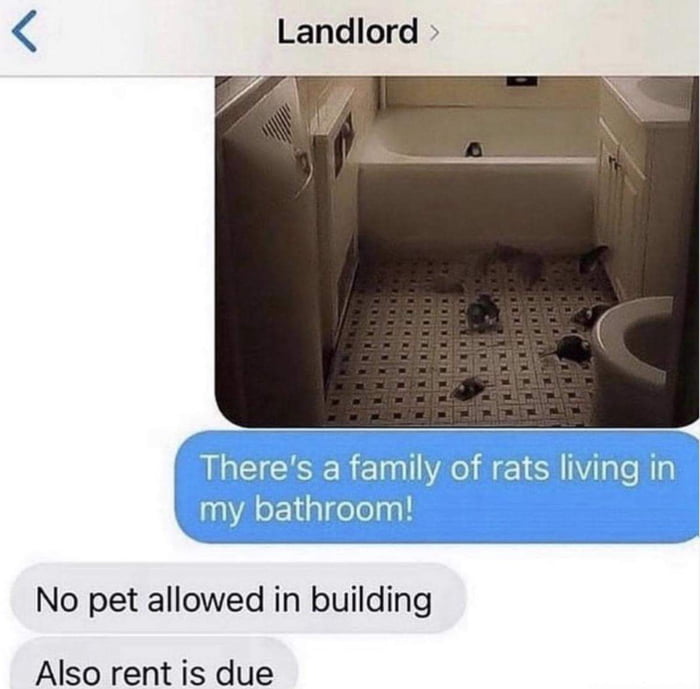 Landlord
There's a family of rats living in
my bathroom!
No pet allowed in building
Also rent is due